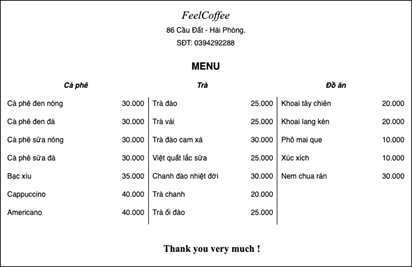 FeelCoffee
86 Cầu Đất - Hải Phòng.
SĐT: 0394292288
MENU
Cà phê Trà Đồ ăn
Cà phê đen nóng 30.000 Trà đào 25.000 Khoai tây chiên 20.000
Cà phê đen đá 30.000 Trà vải 25.000 Khoai lang kén 20.000
Cà phê sữa nóng 30.000 Trà đào cam xả 30.000 Phô mai que 10.000
Cà phê sữa đá 30.000 Việt quất lắc sữa 25.000 Xúc xích 10.000
Bạc xỉu 35.000 Chanh đào nhiệt đới 30.000 Nem chua rán 30.000
Cappuccino 40.000 Trà chanh 20.000
Americano 40.000 Trà ổi đào 25.000
Thank you very much !